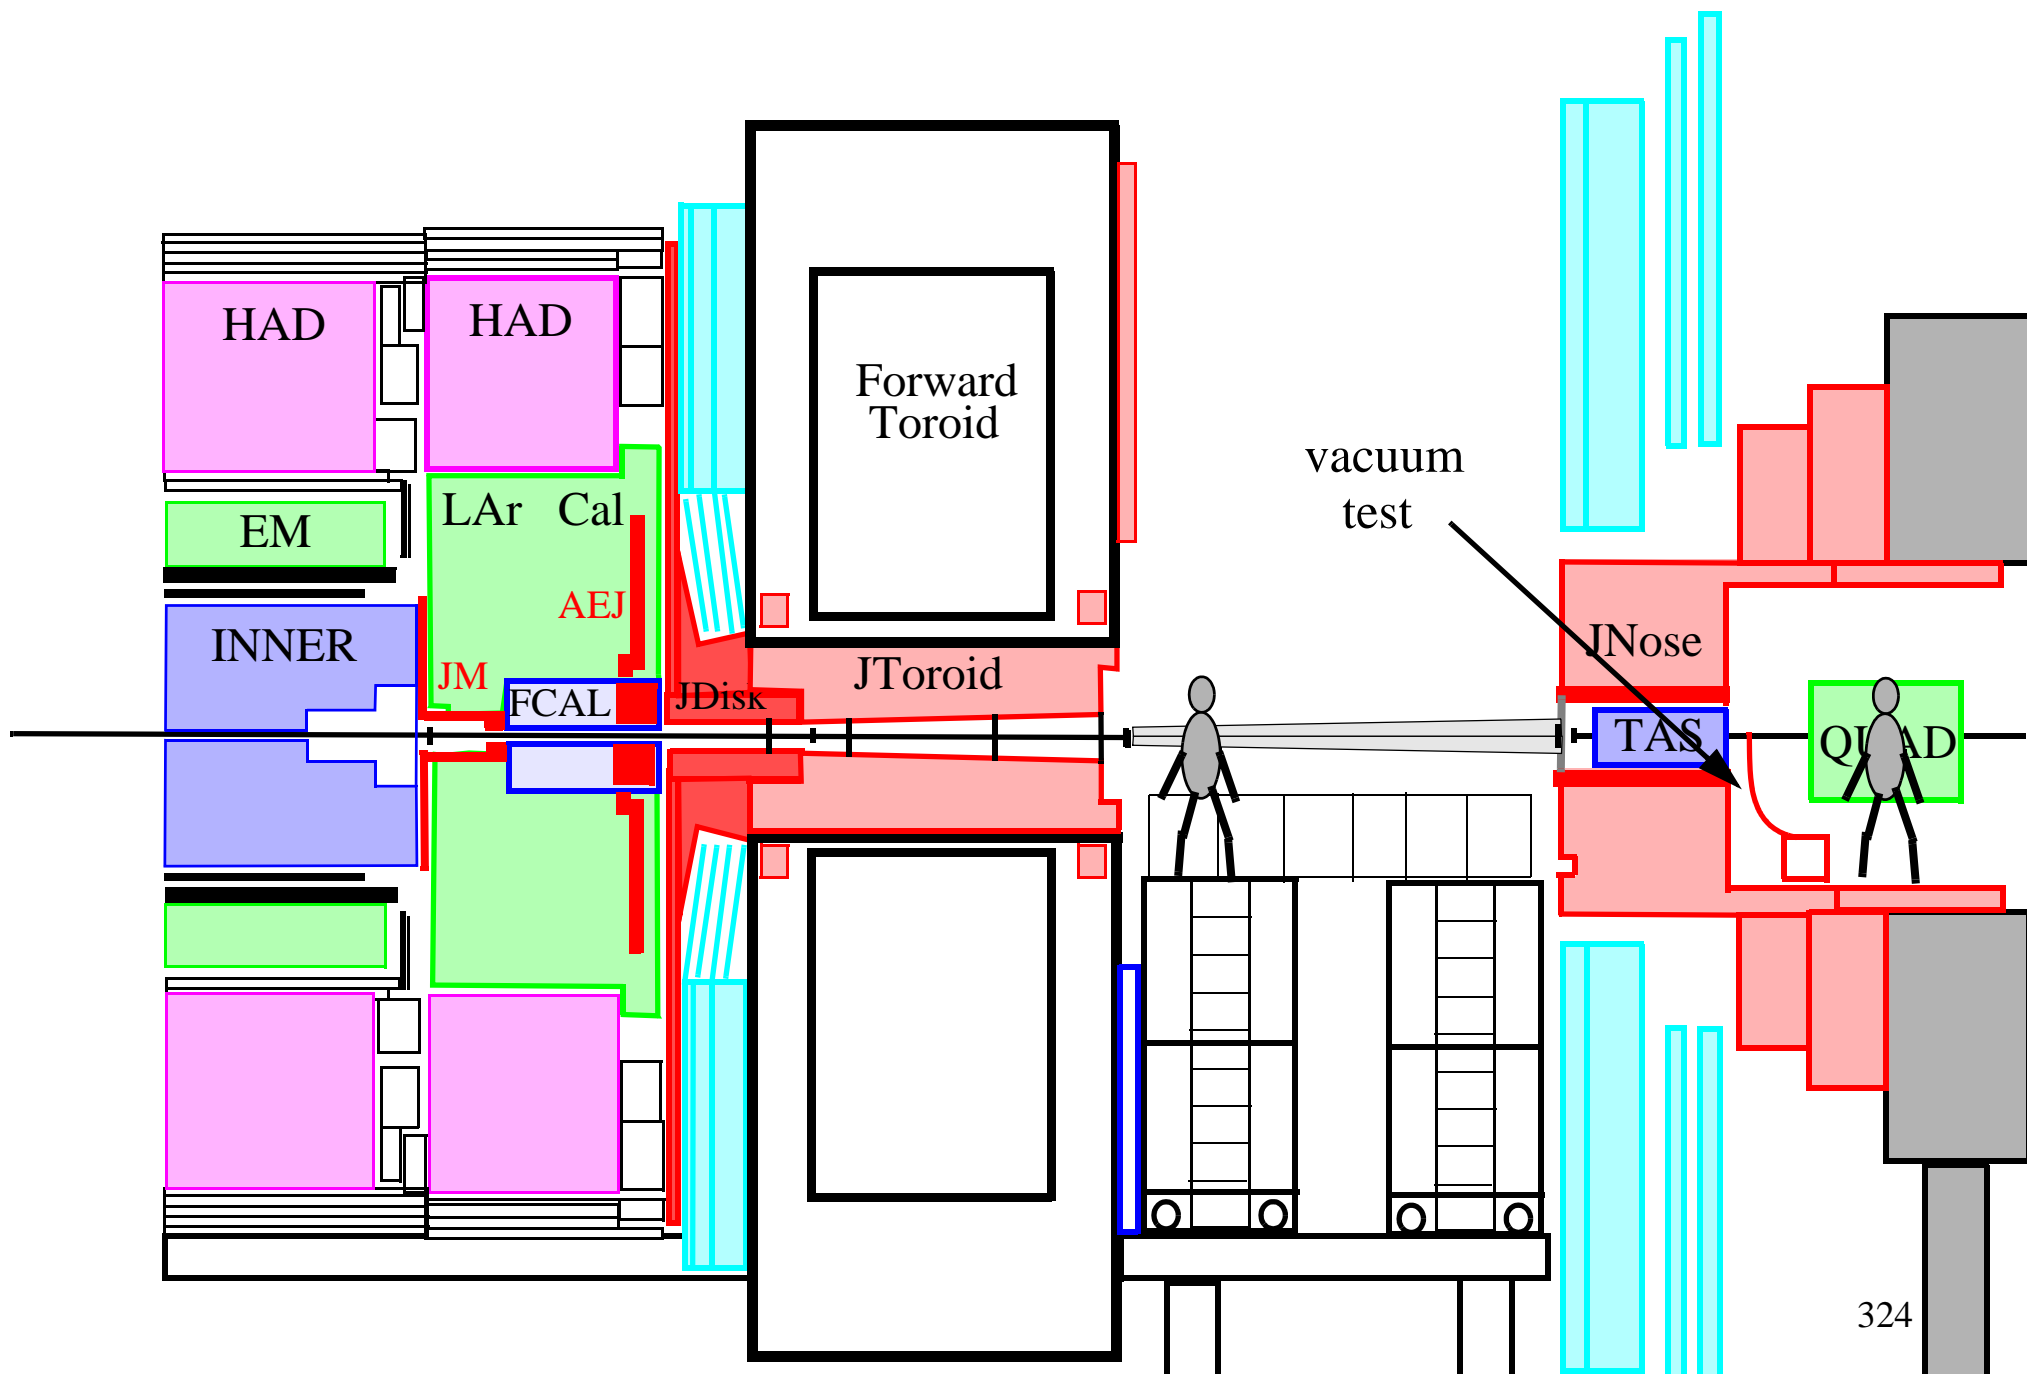 HAD
HAD
Forward
Toroid
vacuum
test
LAr Cal
EM
AEJ
INNER
JM
FCAL
JDisk
JToroid
JNose
TAS
QUAD
324